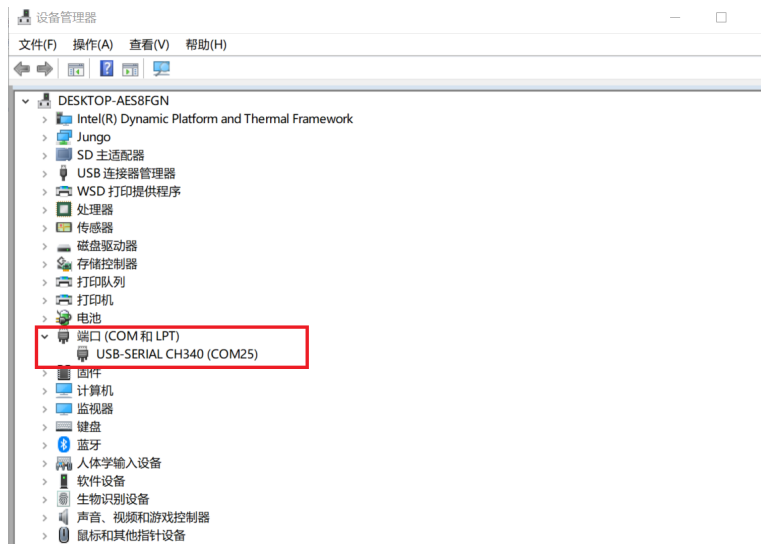 设备管理器
文件(F) 操作(A) 查看(V) 帮助(H)
DESKTOP-AES8FGN
Intel(R) Dynamic Platform and Thermal Framework
Jungo
SD 主适配器
USB 连接器管理器
WSD 打印提供程序
处理器
传感器
磁盘驱动器
存储控制器
打印队列
打印机
电池
端口 (COM 和 LPT)
USB-SERIAL CH340 (COM25)
固件
计算机
监视器
键盘
蓝牙
人体学输入设备
软件设备
生物识别设备
声音、视频和游戏控制器
鼠标和其他指针设备